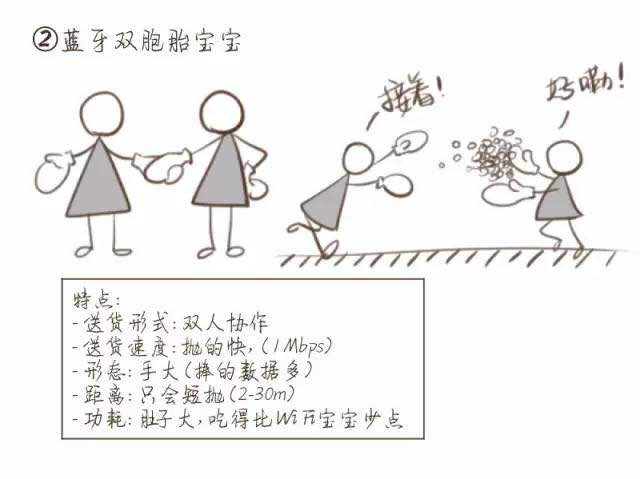 ②蓝牙双胞胎宝宝
接着!
好嘞!
特点:
-送货形式:双人协作
-送货速度:抛的快,(1Mbps)
-形态:手大(捧的数据多)
-距离:只会短抛(2-30m)
-功耗:肚子大,吃得比WiFi宝宝少点